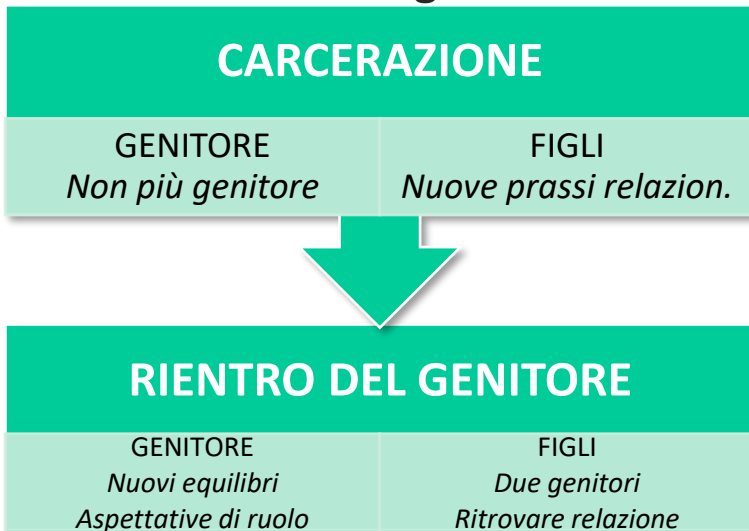 CARCERAZIONE
GENITORE
Non più genitore
FIGLI
Nuove prassi relazion.
RIENTRO DEL GENITORE
GENITORE
Nuovi equilibri
Aspettative di ruolo
FIGLI
Due genitori
Ritrovare relazione